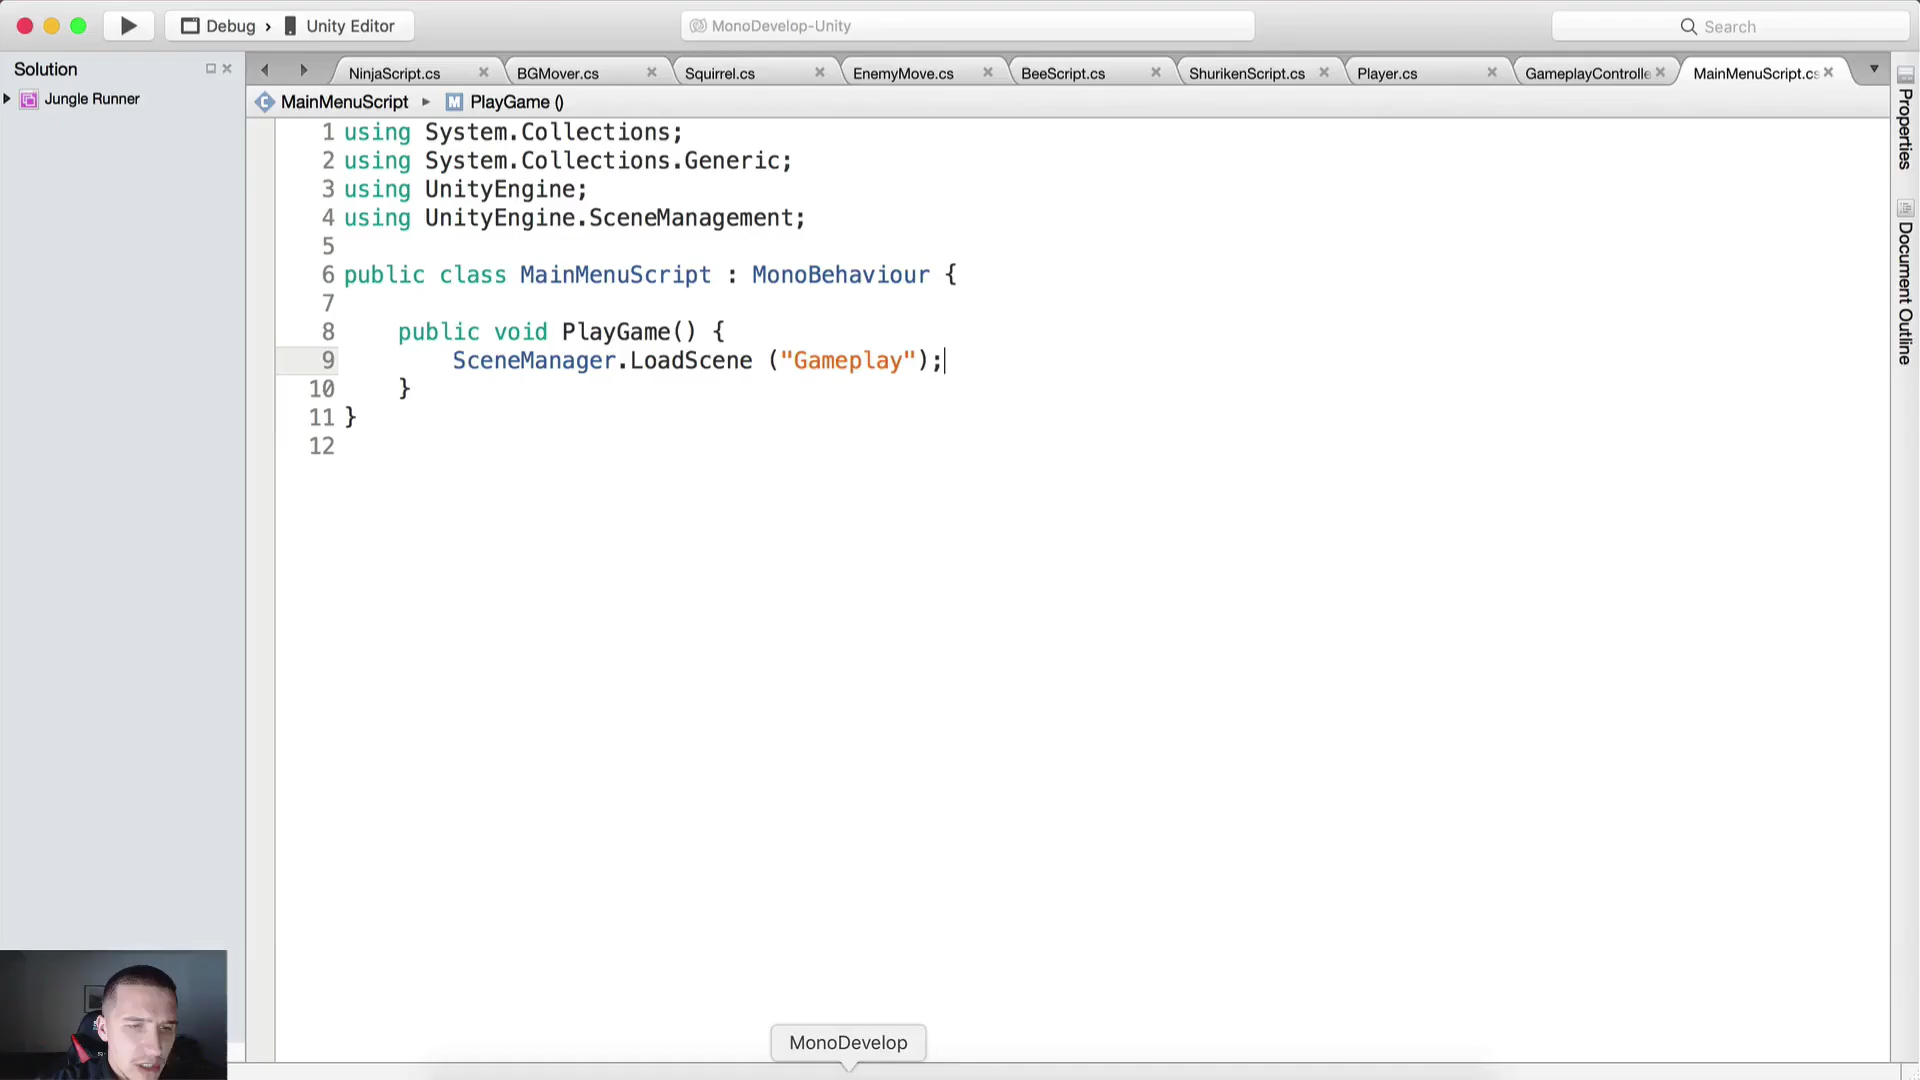 Debug > Unity Editor
MonoDevelop-Unity
Search
Solution
Jungle Runner
NinjaScript.cs
BGMover.cs
Squirrel.cs
EnemyMove.cs
BeeScript.cs
ShurikenScript.cs
Player.cs
GameplayControlle
MainMenuScript.cs
MainMenuScript
PlayGame ()
1 using System.Collections;
2 using System.Collections.Generic;
3 using UnityEngine;
4 using UnityEngine.SceneManagement;
5
6 public class MainMenuScript : MonoBehaviour {
7
8 public void PlayGame() {
9 SceneManager.LoadScene ("Gameplay");
10 }
11 }
12
Properties
Document Outline
MonoDevelop